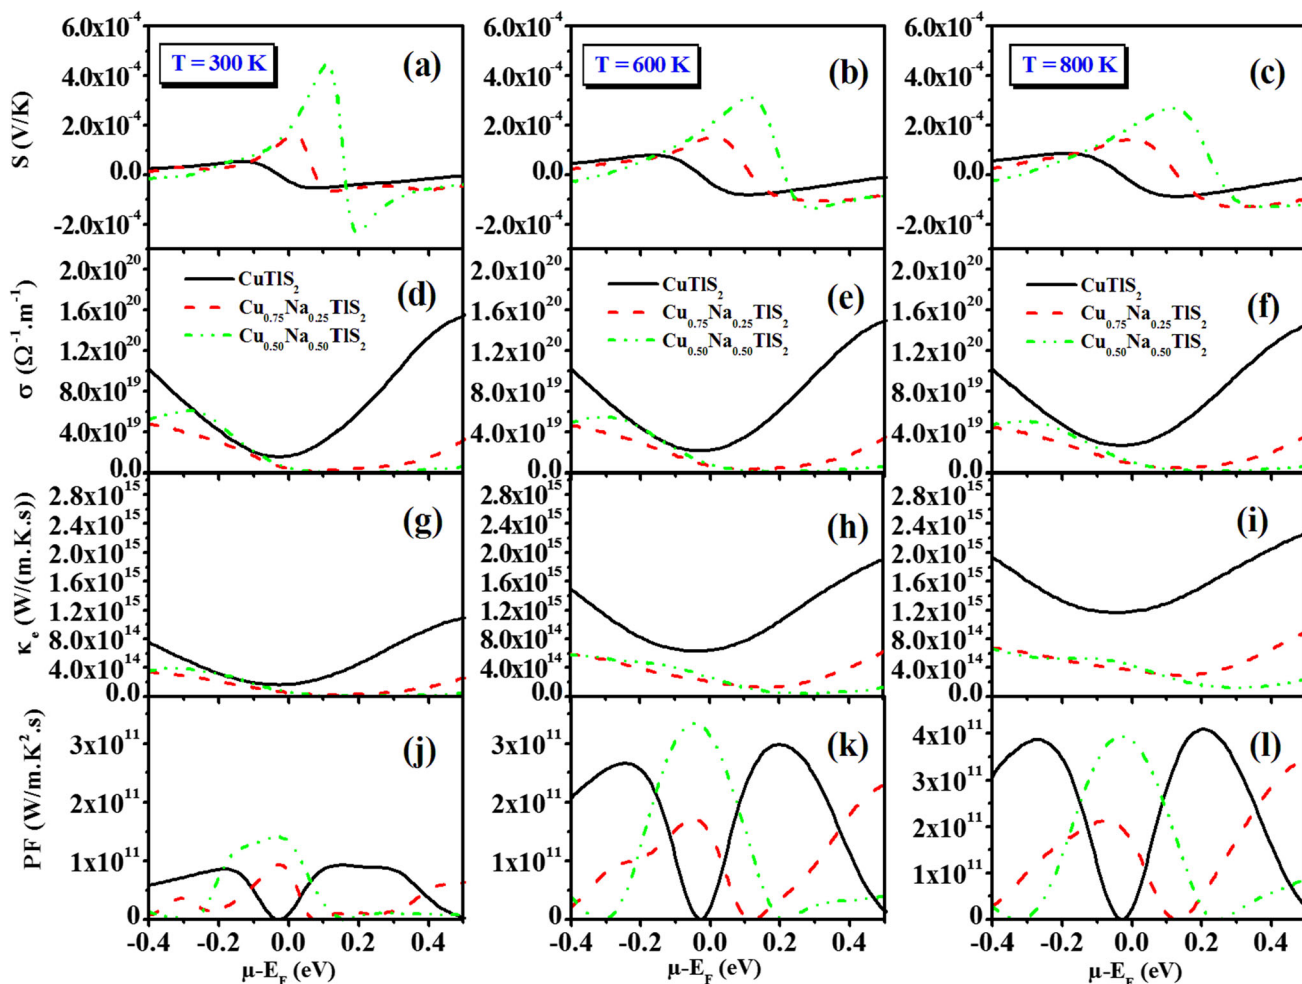 6.0x10⁻⁴
4.0x10⁻⁴
2.0x10⁻⁴
0.0
-2.0x10⁻⁴
S (V/K)
T = 300 K
(a)
6.0x10⁻⁴
4.0x10⁻⁴
2.0x10⁻⁴
0.0
-2.0x10⁻⁴
T = 600 K
(b)
6.0x10⁻⁴
4.0x10⁻⁴
2.0x10⁻⁴
0.0
-2.0x10⁻⁴
T = 800 K
(c)
2.0x10²⁰
1.6x10²⁰
1.2x10²⁰
8.0x10¹⁹
4.0x10¹⁹
0.0
σ (Ω⁻¹.m⁻¹)
CuTlS₂
Cu₀.₇₅Na₀.₂₅TlS₂
Cu₀.₅₀Na₀.₅₀TlS₂
(d)
2.0x10²⁰
1.6x10²⁰
1.2x10²⁰
8.0x10¹⁹
4.0x10¹⁹
0.0
CuTlS₂
Cu₀.₇₅Na₀.₂₅TlS₂
Cu₀.₅₀Na₀.₅₀TlS₂
(e)
2.0x10²⁰
1.6x10²⁰
1.2x10²⁰
8.0x10¹⁹
4.0x10¹⁹
0.0
CuTlS₂
Cu₀.₇₅Na₀.₂₅TlS₂
Cu₀.₅₀Na₀.₅₀TlS₂
(f)
2.8x10¹⁵
2.4x10¹⁵
2.0x10¹⁵
1.6x10¹⁵
1.2x10¹⁵
8.0x10¹⁴
4.0x10¹⁴
0.0
κₑ (W/(m.K.s))
(g)
2.8x10¹⁵
2.4x10¹⁵
2.0x10¹⁵
1.6x10¹⁵
1.2x10¹⁵
8.0x10¹⁴
4.0x10¹⁴
0.0
(h)
2.8x10¹⁵
2.4x10¹⁵
2.0x10¹⁵
1.6x10¹⁵
1.2x10¹⁵
8.0x10¹⁴
4.0x10¹⁴
0.0
(i)
3x10¹¹
2x10¹¹
1x10¹¹
0
PF (W/m.K².s)
(j)
-0.4 -0.2 0.0 0.2 0.4
μ-E_F (eV)
3x10¹¹
2x10¹¹
1x10¹¹
0
(k)
-0.4 -0.2 0.0 0.2 0.4
μ-E_F (eV)
4x10¹¹
3x10¹¹
2x10¹¹
1x10¹¹
0
(l)
-0.4 -0.2 0.0 0.2 0.4
μ-E_F (eV)